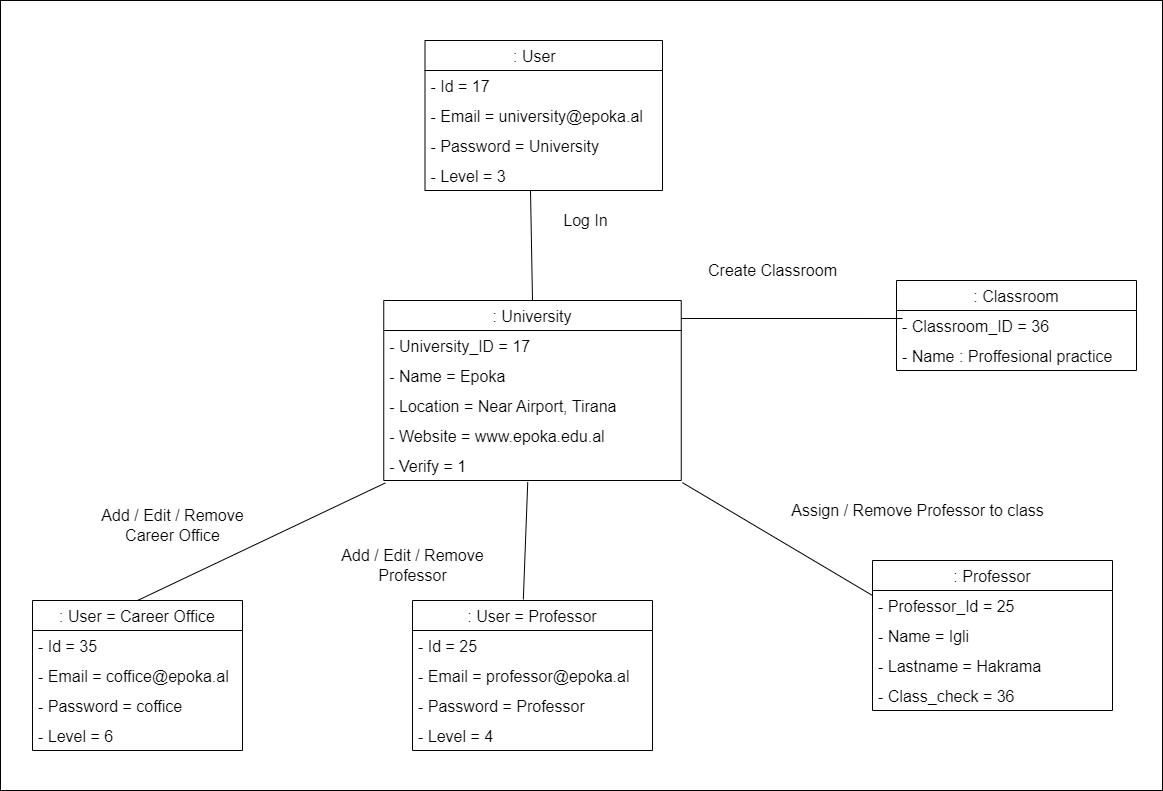 : User
- Id = 17
- Email = university@epoka.al
- Password = University
- Level = 3
Log In
Create Classroom
: Classroom
- Classroom_ID = 36
- Name : Proffesional practice
: University
- University_ID = 17
- Name = Epoka
- Location = Near Airport, Tirana
- Website = www.epoka.edu.al
- Verify = 1
Add / Edit / Remove
Career Office
Add / Edit / Remove
Professor
Assign / Remove Professor to class
: User = Career Office
- Id = 35
- Email = coffice@epoka.al
- Password = coffice
- Level = 6
: User = Professor
- Id = 25
- Email = professor@epoka.al
- Password = Professor
- Level = 4
: Professor
- Professor_Id = 25
- Name = Igli
- Lastname = Hakrama
- Class_check = 36